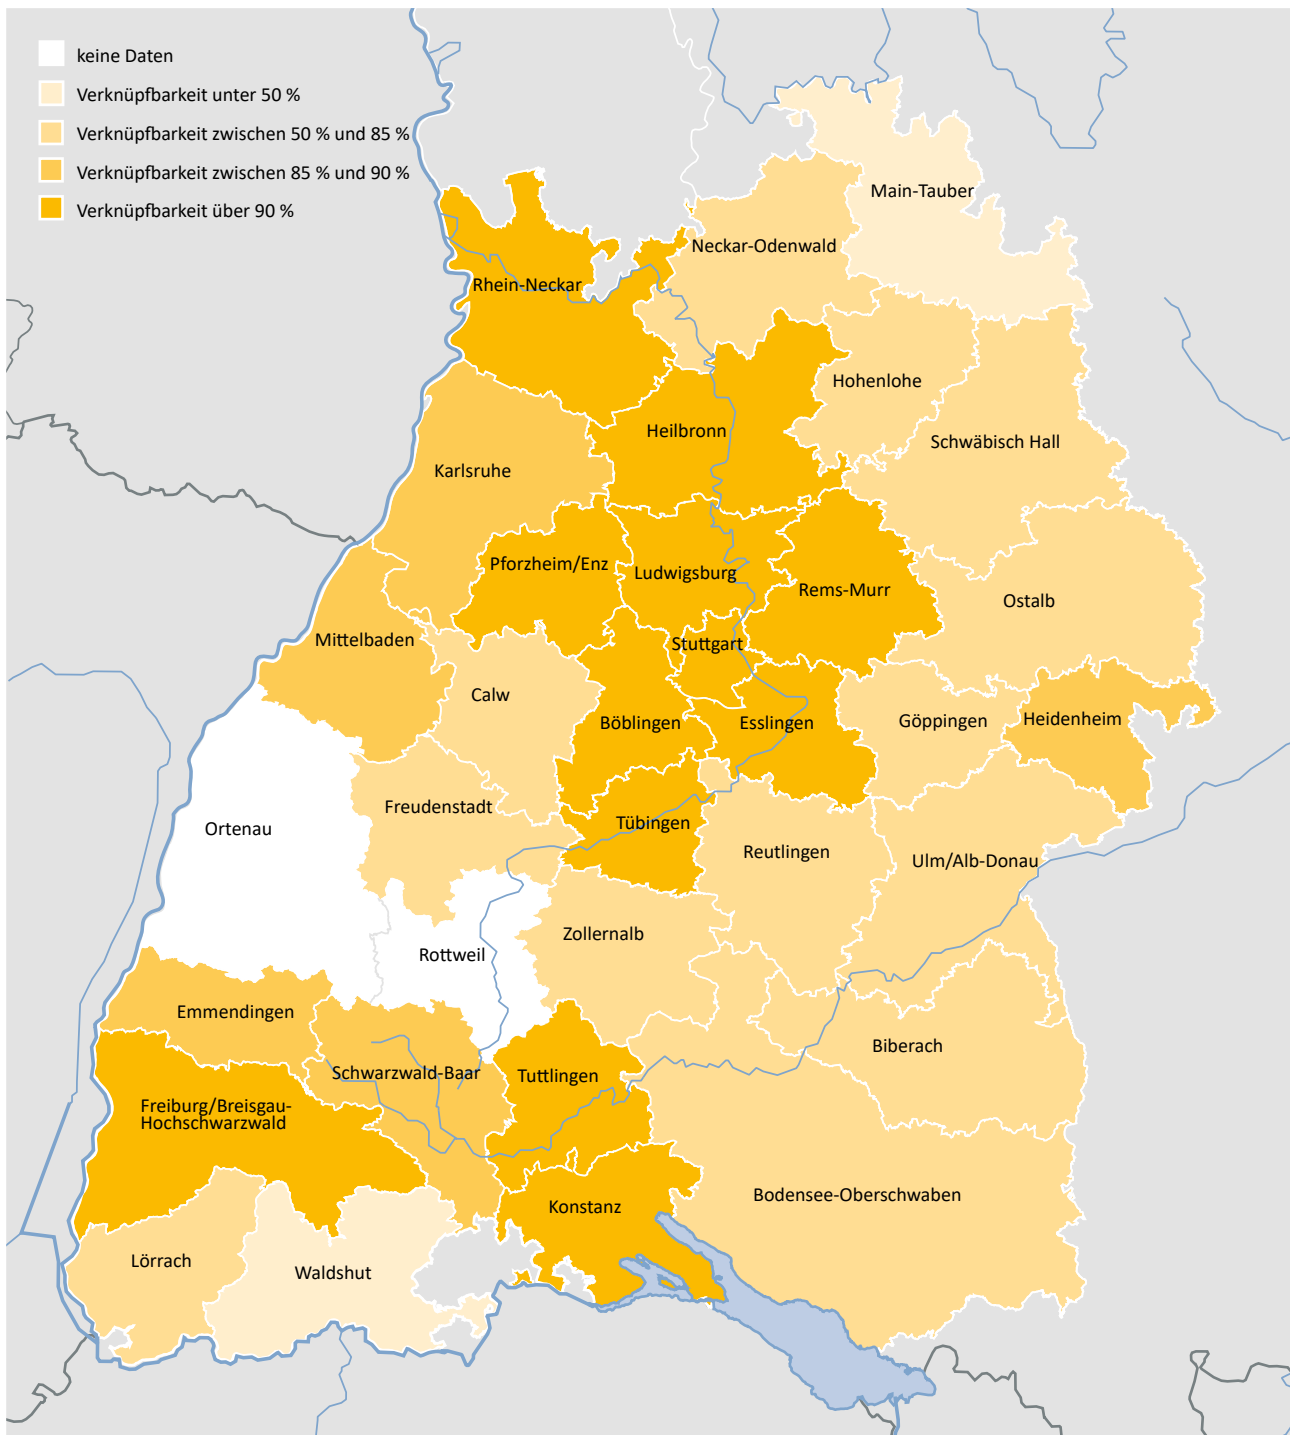 keine Daten
Verknüpfbarkeit unter 50 %
Verknüpfbarkeit zwischen 50 % und 85 %
Verknüpfbarkeit zwischen 85 % und 90 %
Verknüpfbarkeit über 90 %
Main-Tauber
Neckar-Odenwald
Rhein-Neckar
Hohenlohe
Heilbronn
Schwäbisch Hall
Karlsruhe
Pforzheim/Enz
Ludwigsburg
Rems-Murr
Ostalb
Mittelbaden
Stuttgart
Calw
Böblingen
Esslingen
Göppingen
Heidenheim
Freudenstadt
Ortenau
Tübingen
Reutlingen
Ulm/Alb-Donau
Zollernalb
Rottweil
Emmendingen
Biberach
Schwarzwald-Baar
Tuttlingen
Freiburg/Breisgau-
Hochschwarzwald
Bodensee-Oberschwaben
Konstanz
Lörrach
Waldshut